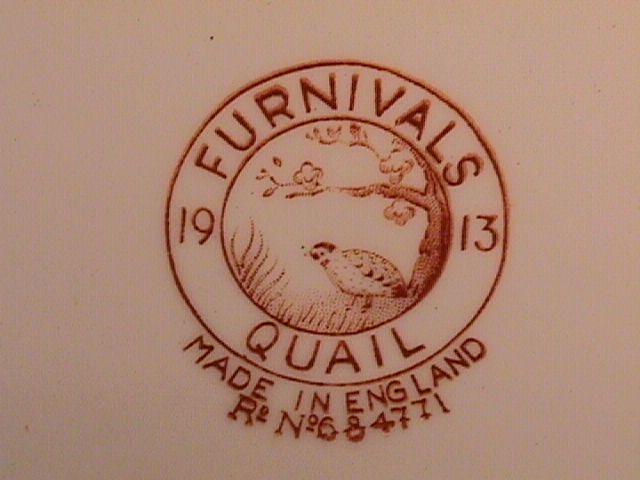 FURNIVALS
19 13
QUAIL
MADE IN ENGLAND
Rd No 684771